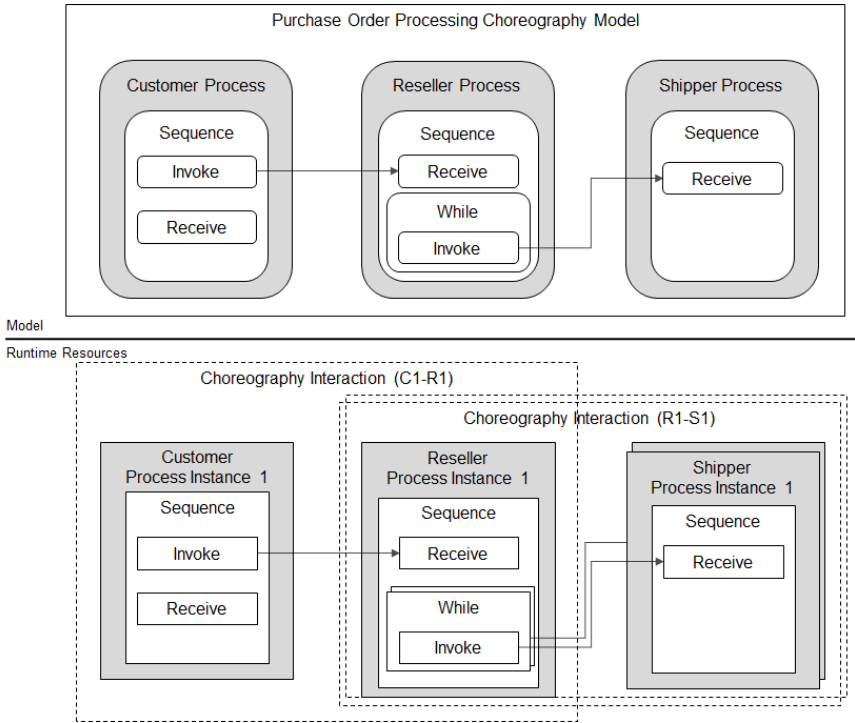 Purchase Order Processing Choreography Model
Customer Process
Reseller Process
Shipper Process
Sequence
Sequence
Sequence
Invoke
Receive
Receive
Receive
While
Invoke
Model
Runtime Resources
Choreography Interaction (C1-R1)
Choreography Interaction (R1-S1)
Customer
Process Instance 1
Reseller
Process Instance 1
Shipper
Process Instance 1
Sequence
Sequence
Sequence
Invoke
Receive
Receive
Receive
While
Invoke